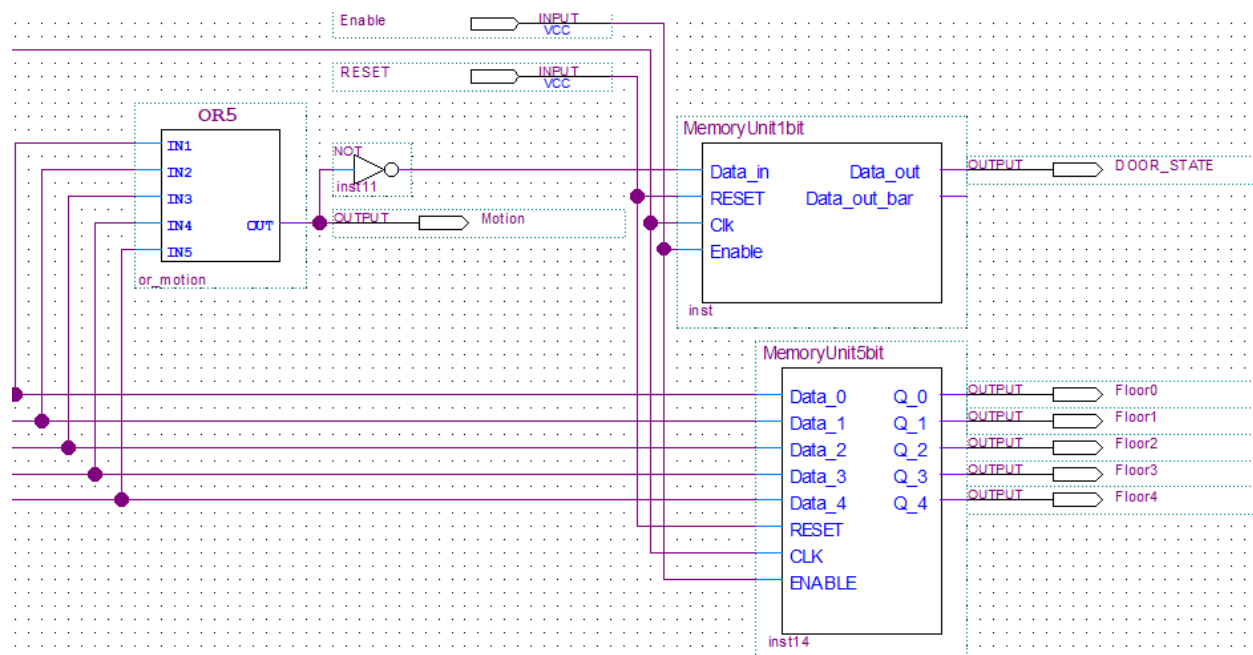 Enable
INPUT
VCC
RESET
INPUT
VCC
OR5
IN1
IN2
IN3
IN4
IN5
OUT
or_motion
NOT
inst11
OUTPUT
Motion
MemoryUnit1bit
Data_in
RESET
Clk
Enable
Data_out
Data_out_bar
inst
OUTPUT
DOOR_STATE
MemoryUnit5bit
Data_0
Data_1
Data_2
Data_3
Data_4
RESET
CLK
ENABLE
Q_0
Q_1
Q_2
Q_3
Q_4
inst14
OUTPUT Floor0
OUTPUT Floor1
OUTPUT Floor2
OUTPUT Floor3
OUTPUT Floor4